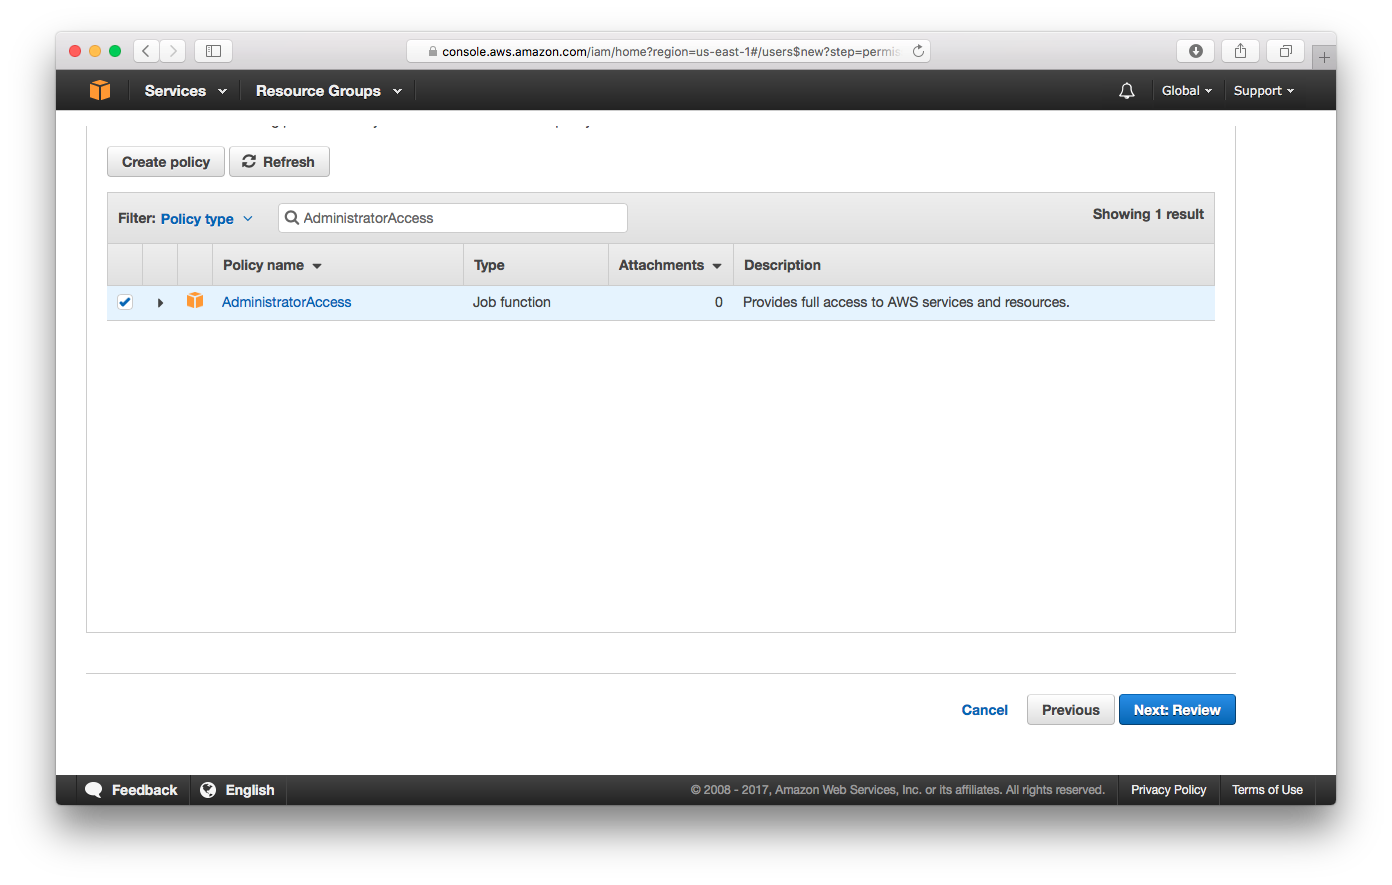 console.aws.amazon.com/iam/home?region=us-east-1#/users$new?step=permis
Services Resource Groups Global Support
Create policy Refresh
Filter: Policy type AdministratorAccess Showing 1 result
Policy name Type Attachments Description
AdministratorAccess Job function 0 Provides full access to AWS services and resources.
Cancel Previous Next: Review
Feedback English © 2008 - 2017, Amazon Web Services, Inc. or its affiliates. All rights reserved. Privacy Policy Terms of Use